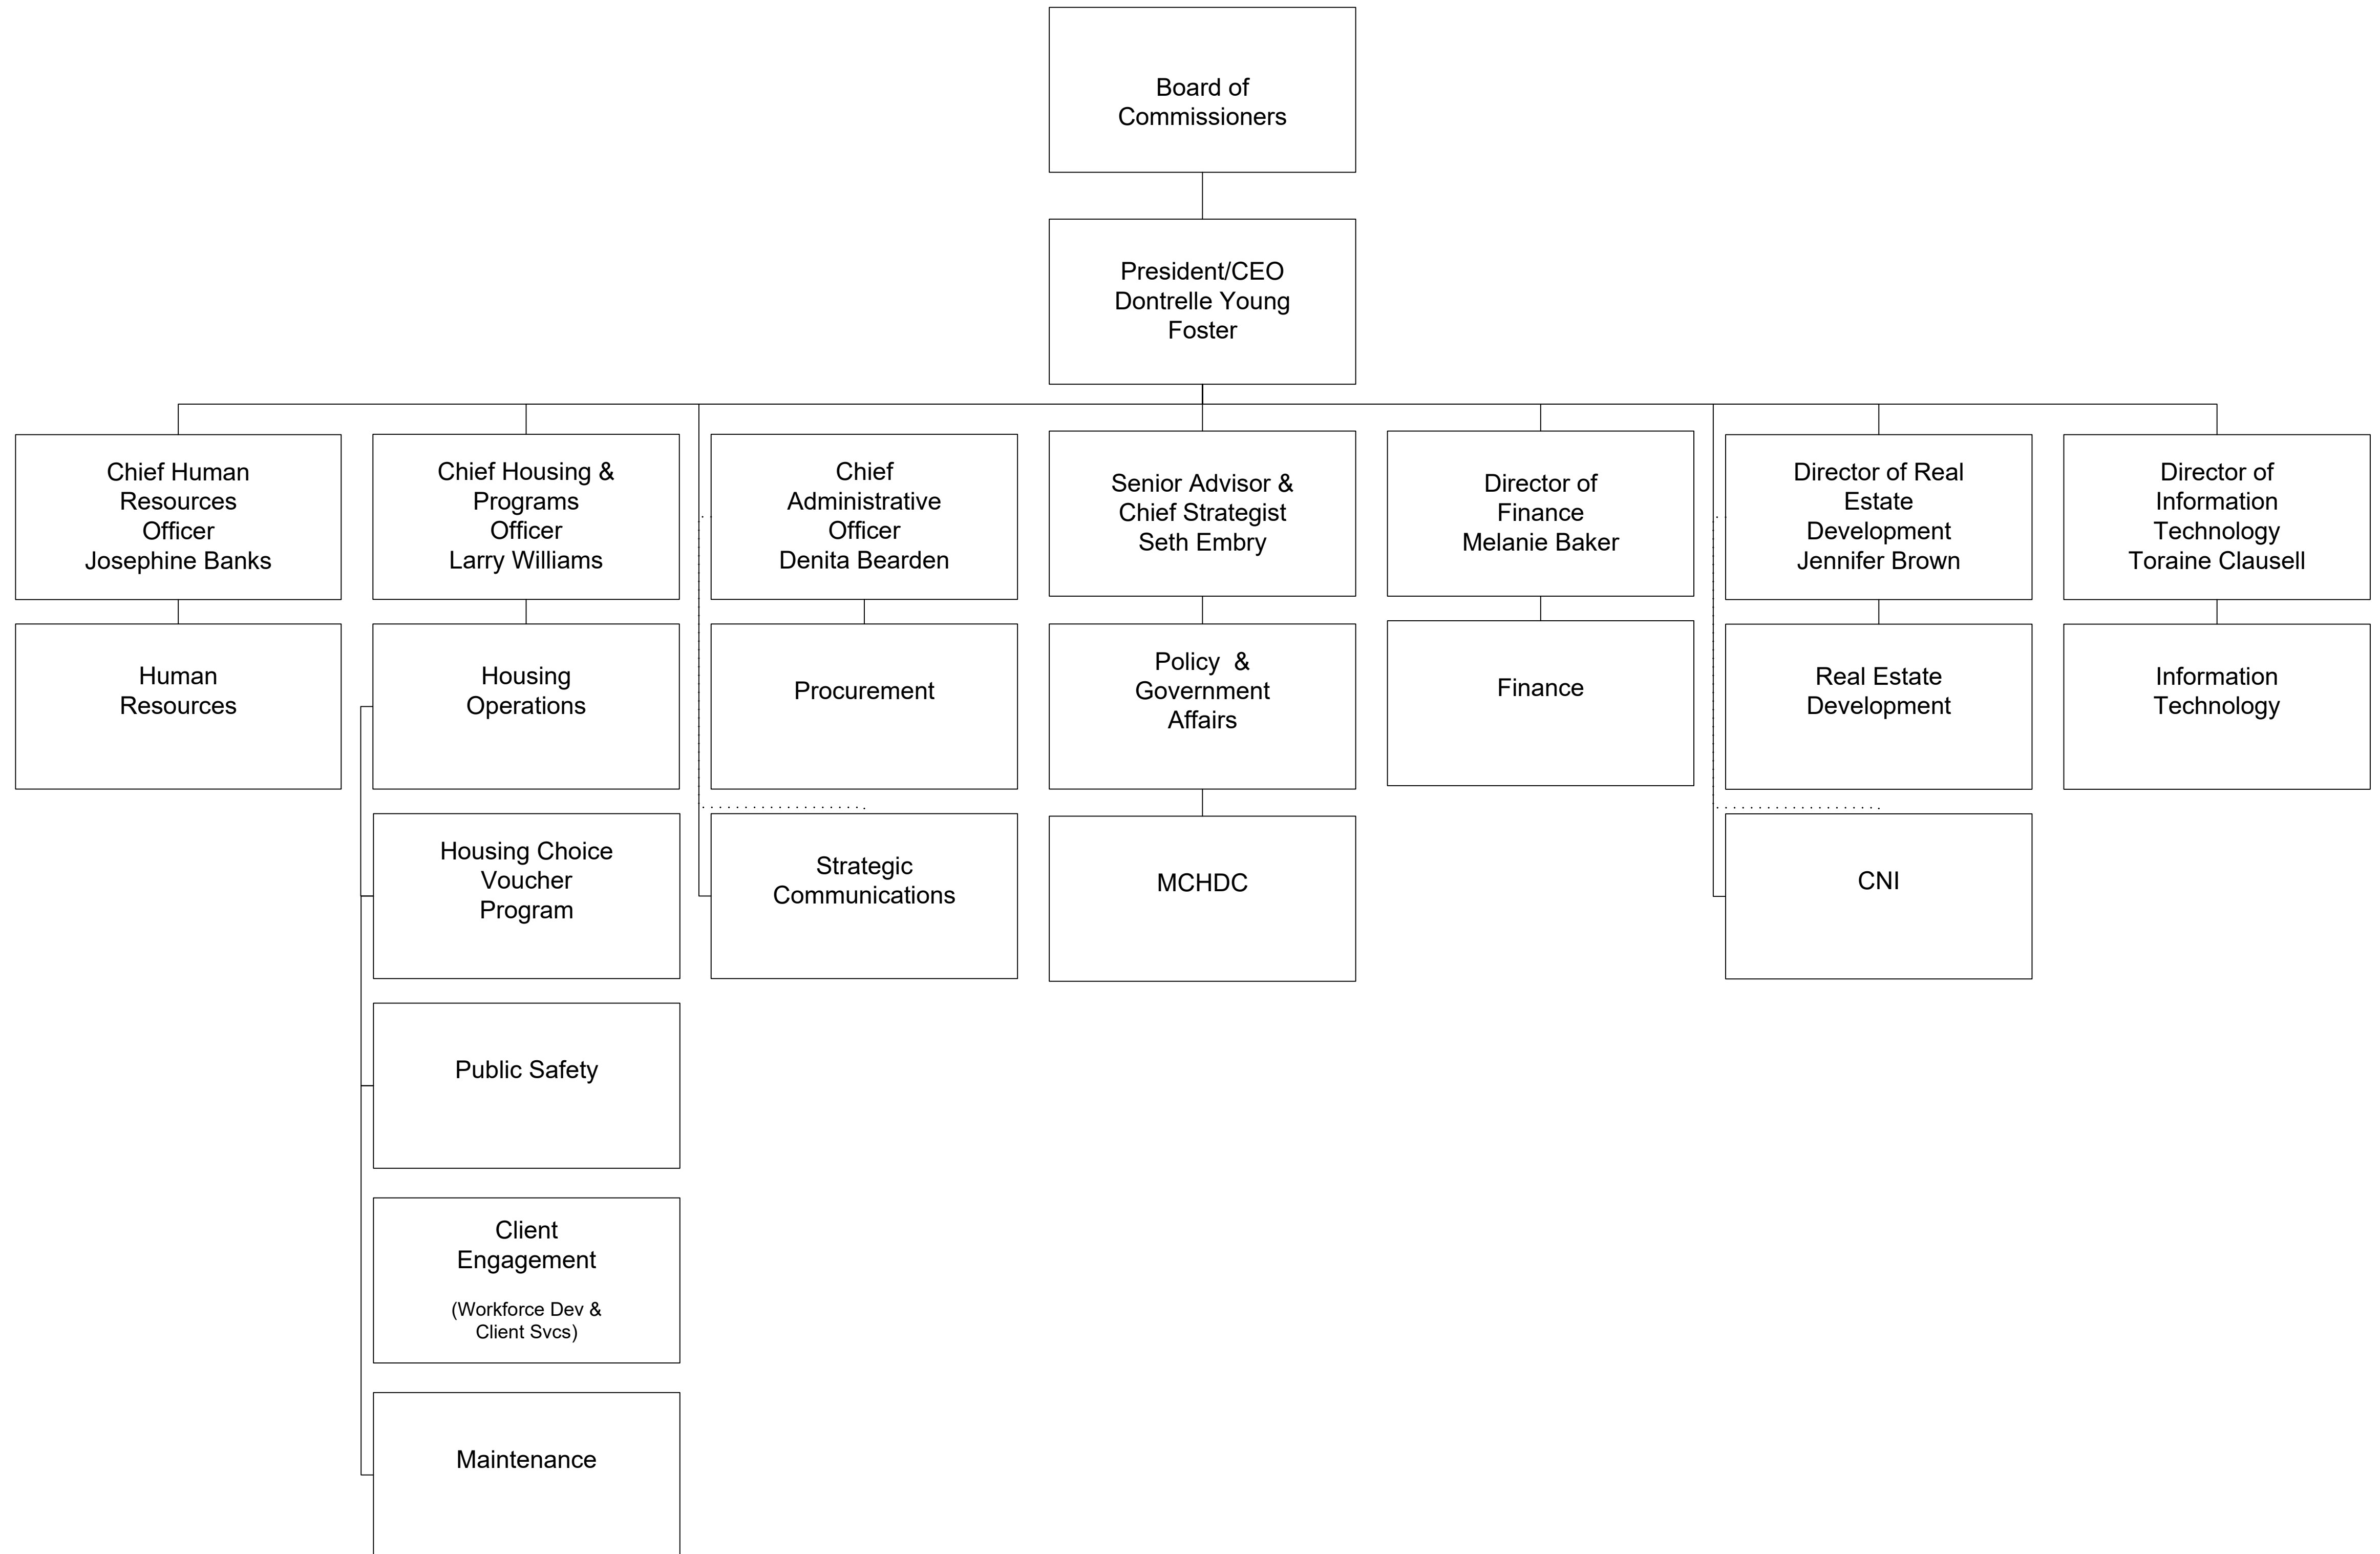 Board of
Commissioners
President/CEO
Dontrelle Young
Foster
Chief Human
Resources
Officer
Josephine Banks
Chief Housing &
Programs
Officer
Larry Williams
Chief
Administrative
Officer
Denita Bearden
Senior Advisor &
Chief Strategist
Seth Embry
Director of
Finance
Melanie Baker
Director of Real
Estate
Development
Jennifer Brown
Director of
Information
Technology
Toraine Clausell
Human
Resources
Housing
Operations
Procurement
Policy & 
Government
Affairs
Finance
Real Estate
Development
Information
Technology
Housing Choice
Voucher
Program
Strategic
Communications
MCHDC
CNI
Public Safety
Client
Engagement
(Workforce Dev &
Client Svcs)
Maintenance